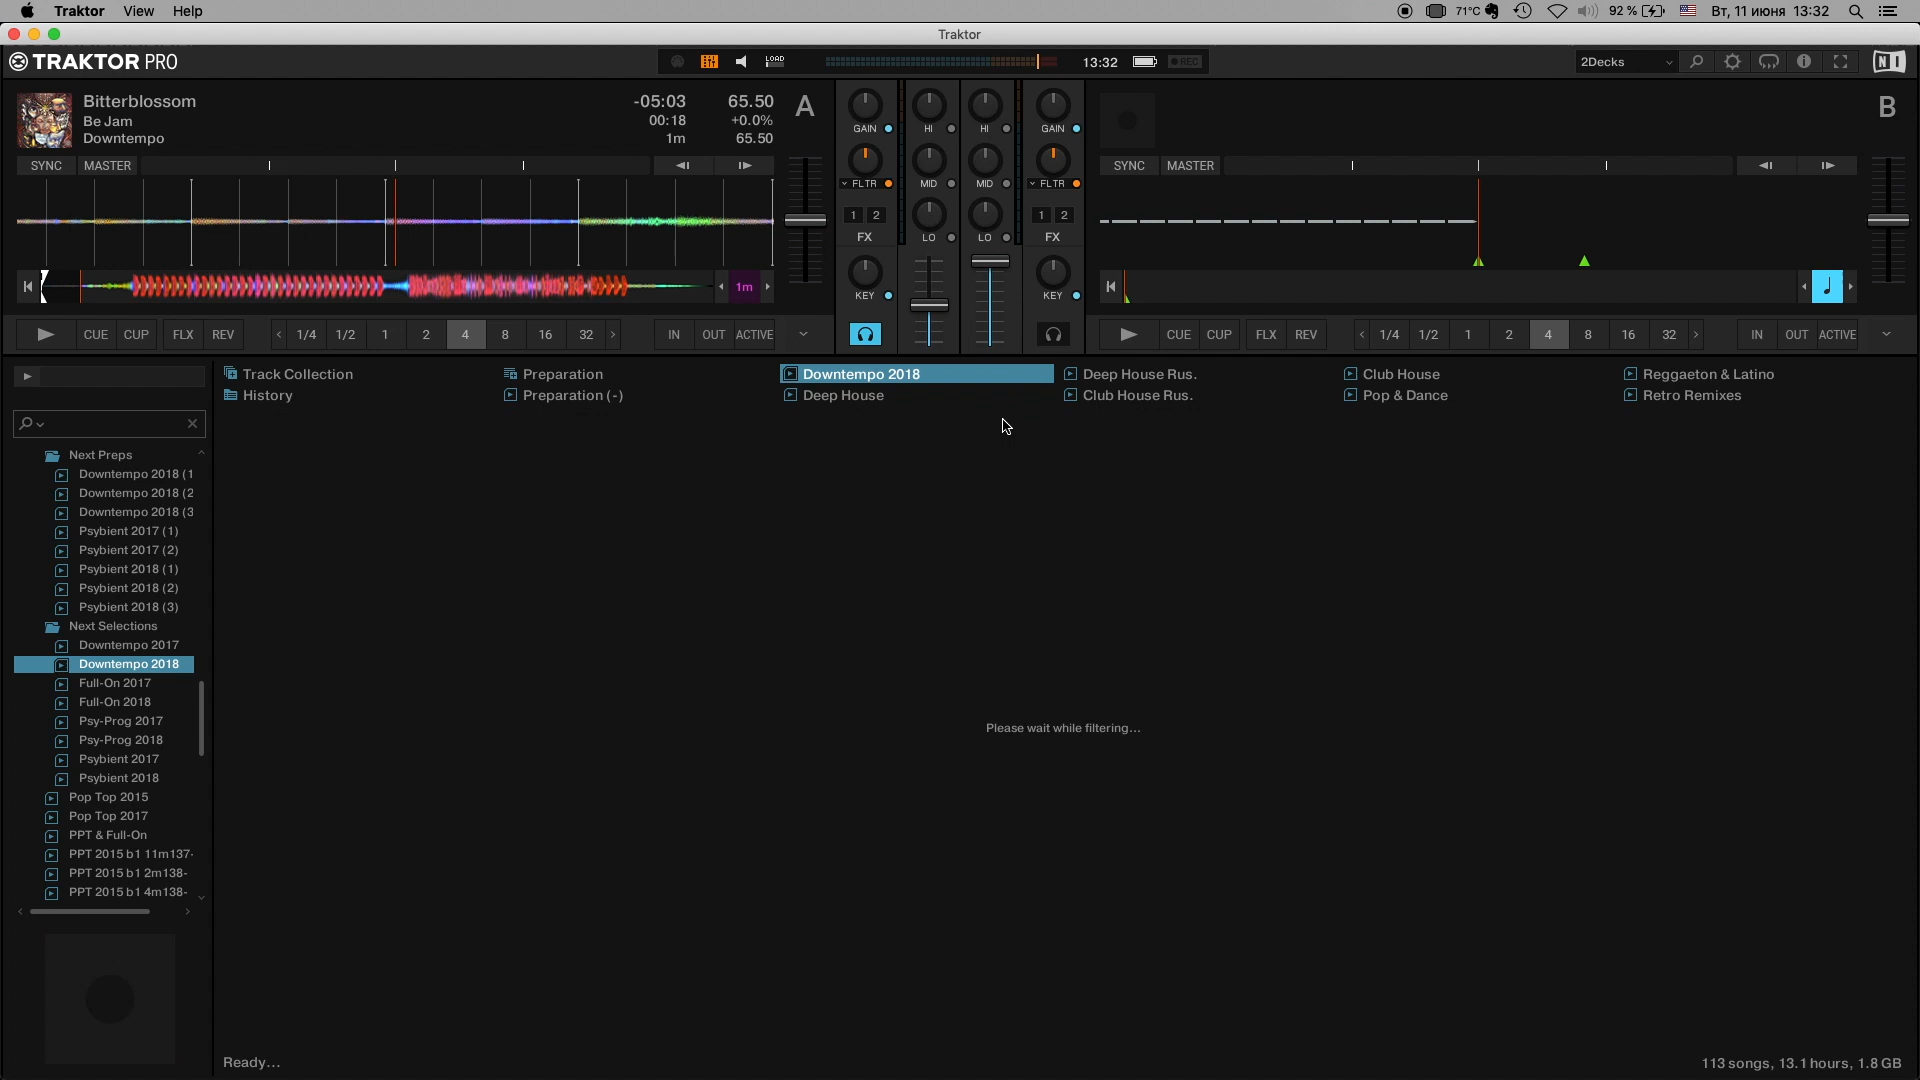 Traktor View Help 71°C 92 % Вт, 11 июня 13:32
Traktor
TRAKTOR PRO LOAD 13:32 REC 2Decks NI
Bitterblossom -05:03 65.50 A
Be Jam 00:18 +0.0%
Downtempo 1m 65.50
SYNC MASTER
1m
CUE CUP FLX REV 1/4 1/2 1 2 4 8 16 32 IN OUT ACTIVE
GAIN HI HI GAIN
FLTR MID MID FLTR
1 2 1 2
FX LO LO FX
KEY KEY
B
SYNC MASTER
CUE CUP FLX REV 1/4 1/2 1 2 4 8 16 32 IN OUT ACTIVE
Track Collection Preparation Downtempo 2018 Deep House Rus. Club House Reggaeton & Latino
History Preparation (-) Deep House Club House Rus. Pop & Dance Retro Remixes
Next Preps
Downtempo 2018 (1
Downtempo 2018 (2
Downtempo 2018 (3
Psybient 2017 (1)
Psybient 2017 (2)
Psybient 2018 (1)
Psybient 2018 (2)
Psybient 2018 (3)
Next Selections
Downtempo 2017
Downtempo 2018
Full-On 2017
Full-On 2018
Psy-Prog 2017
Psy-Prog 2018
Psybient 2017
Psybient 2018
Pop Top 2015
Pop Top 2017
PPT & Full-On
PPT 2015 b1 11m137-
PPT 2015 b1 2m138-
PPT 2015 b1 4m138-
Please wait while filtering...
Ready... 113 songs, 13.1 hours, 1.8 GB